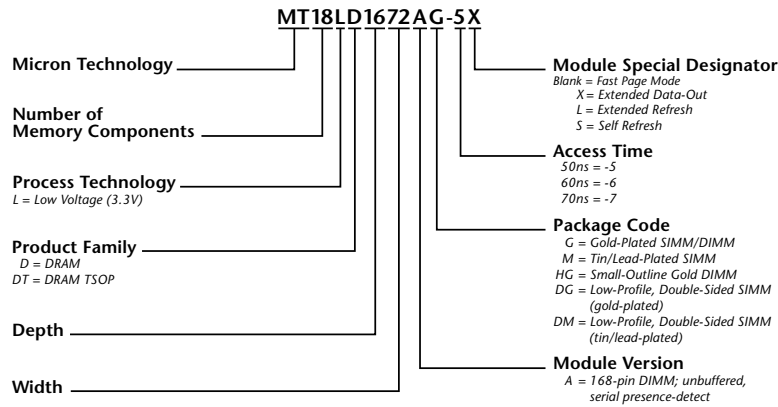 MT18LD1672AG-5X
Micron Technology
Number of
Memory Components
Process Technology
L = Low Voltage (3.3V)
Product Family
D = DRAM
DT = DRAM TSOP
Depth
Width
Module Special Designator
Blank = Fast Page Mode
X = Extended Data-Out
L = Extended Refresh
S = Self Refresh
Access Time
50ns = -5
60ns = -6
70ns = -7
Package Code
G = Gold-Plated SIMM/DIMM
M = Tin/Lead-Plated SIMM
HG = Small-Outline Gold DIMM
DG = Low-Profile, Double-Sided SIMM
(gold-plated)
DM = Low-Profile, Double-Sided SIMM
(tin/lead-plated)
Module Version
A = 168-pin DIMM; unbuffered,
serial presence-detect